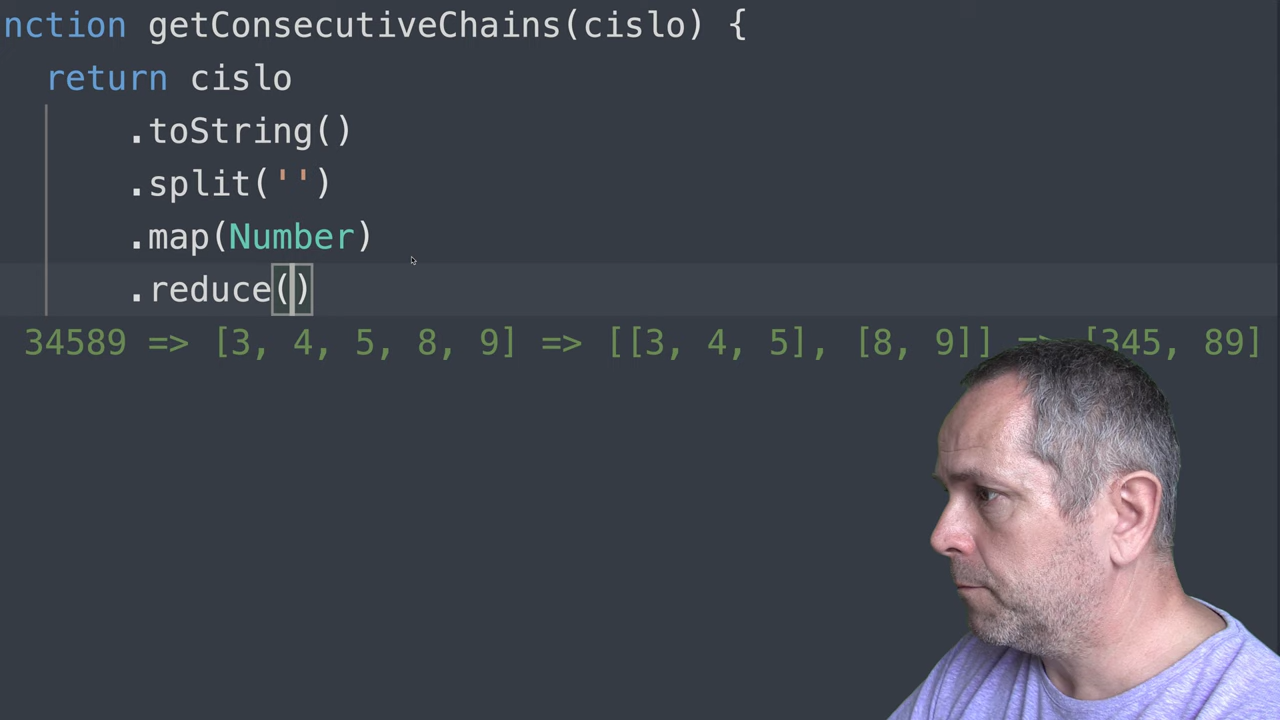 nction getConsecutiveChains(cislo) {
return cislo
.toString()
.split('')
.map(Number)
.reduce()
34589 => [3, 4, 5, 8, 9] => [[3, 4, 5], [8, 9]] => [345, 89]